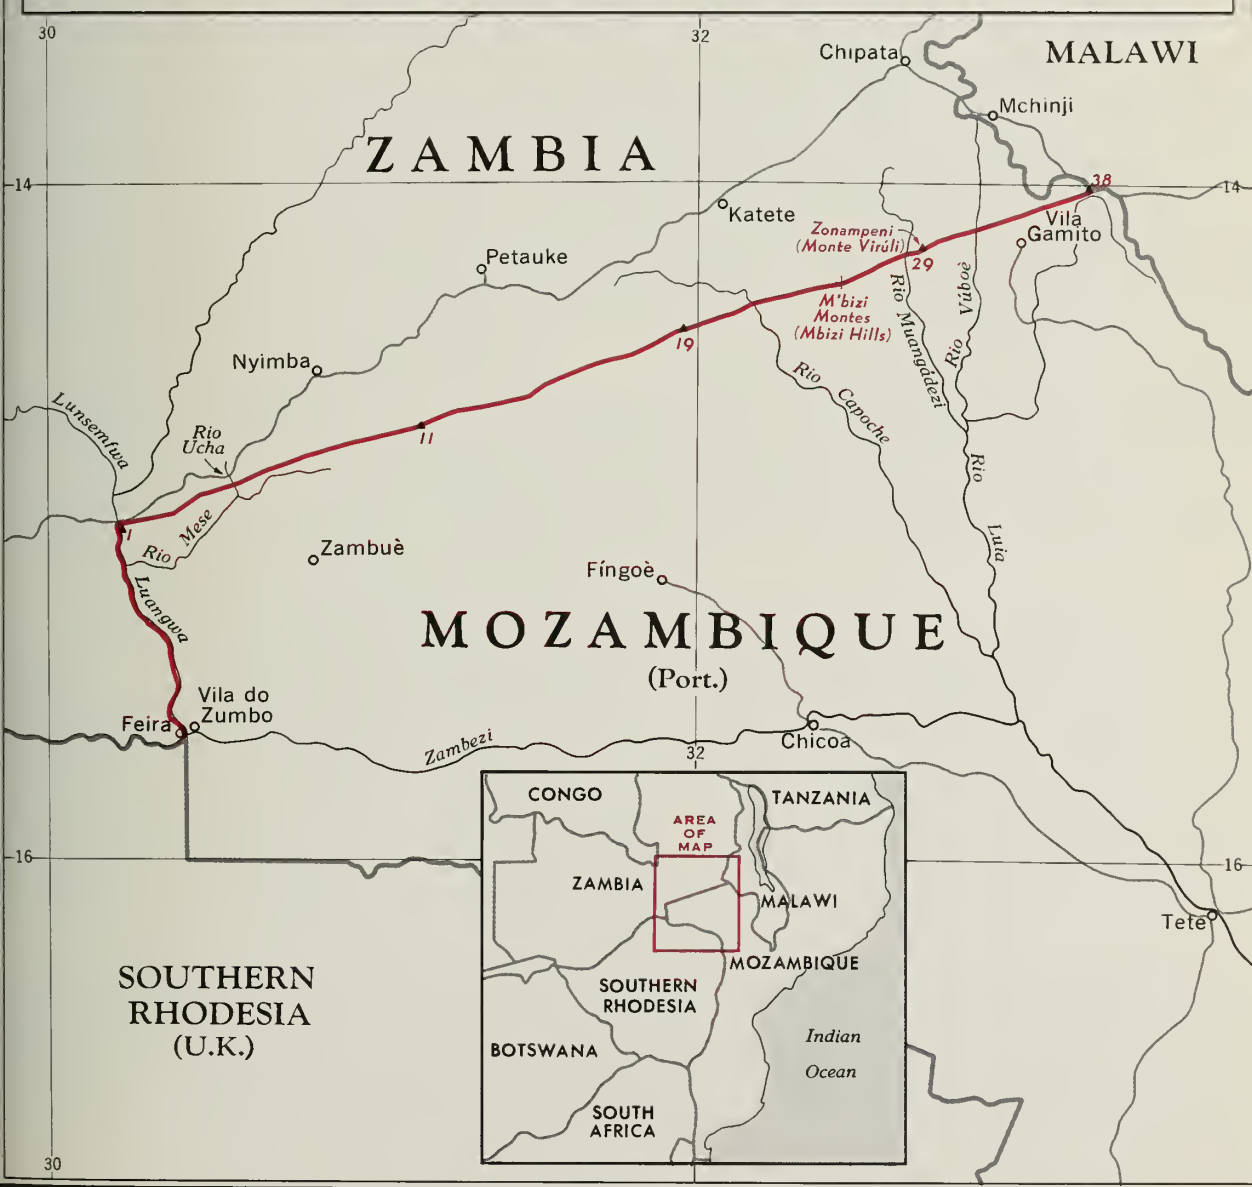 30
32
Chipata
MALAWI
Mchinji
ZAMBIA
14
38
14
Katete
Vila
Gamito
Zonampeni
(Monte Virúli)
29
Petauke
M'bizi
Montes
(Mbizi Hills)
Rio Muangádezi
Rio Vúboé
19
Nyimba
Rio Capoche
Lunsemfwa
Rio
Ucha
11
Rio Luia
1
Rio Mese
Zambuè
Fíngoè
Luangwa
MOZAMBIQUE
(Port.)
Vila do
Zumbo
Feira
Zambezi
32
Chicoa
CONGO
TANZANIA
AREA
OF
MAP
ZAMBIA
MALAWI
16
16
Tete
MOZAMBIQUE
SOUTHERN
RHODESIA
(U.K.)
SOUTHERN
RHODESIA
BOTSWANA
Indian
Ocean
SOUTH
AFRICA
30